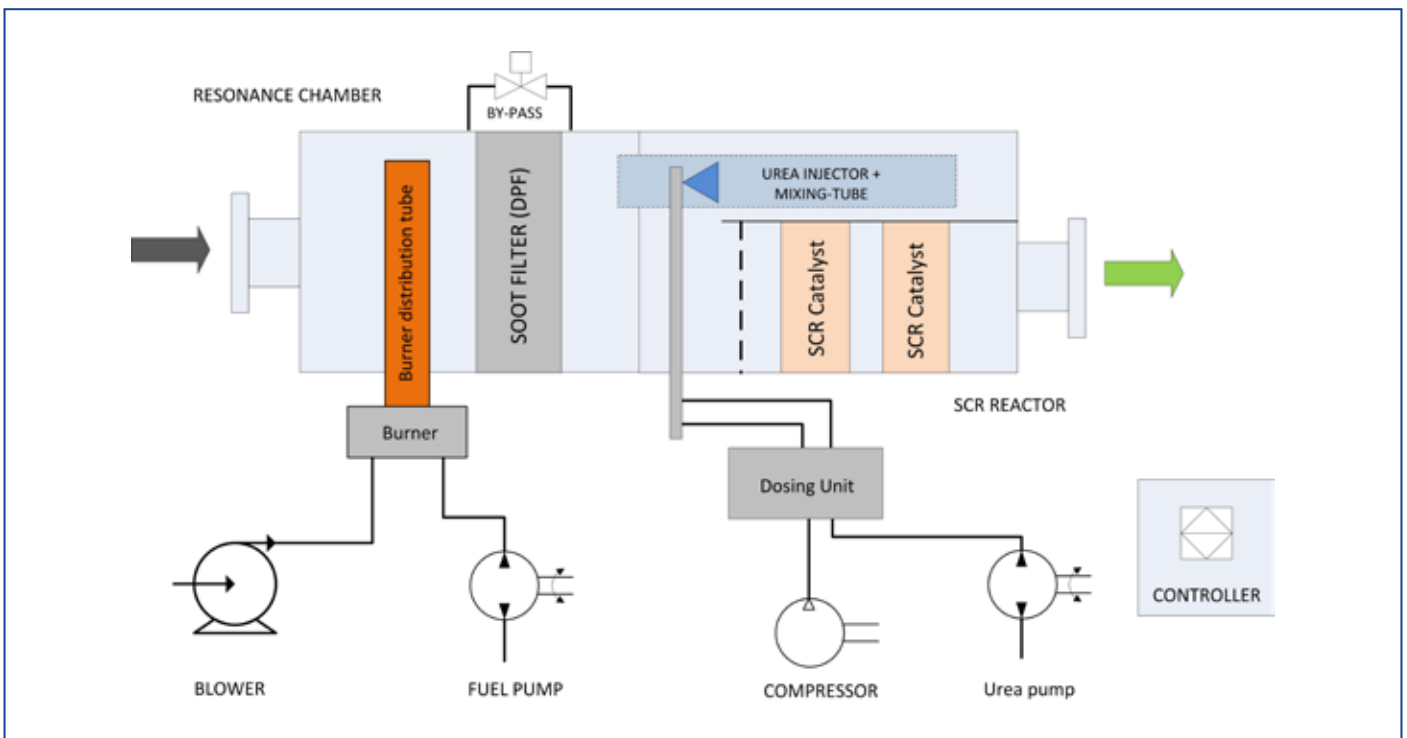 RESONANCE CHAMBER
BY-PASS
Burner distribution tube
SOOT FILTER (DPF)
UREA INJECTOR +
MIXING-TUBE
SCR Catalyst
SCR Catalyst
SCR REACTOR
Burner
Dosing Unit
CONTROLLER
BLOWER
FUEL PUMP
COMPRESSOR
Urea pump